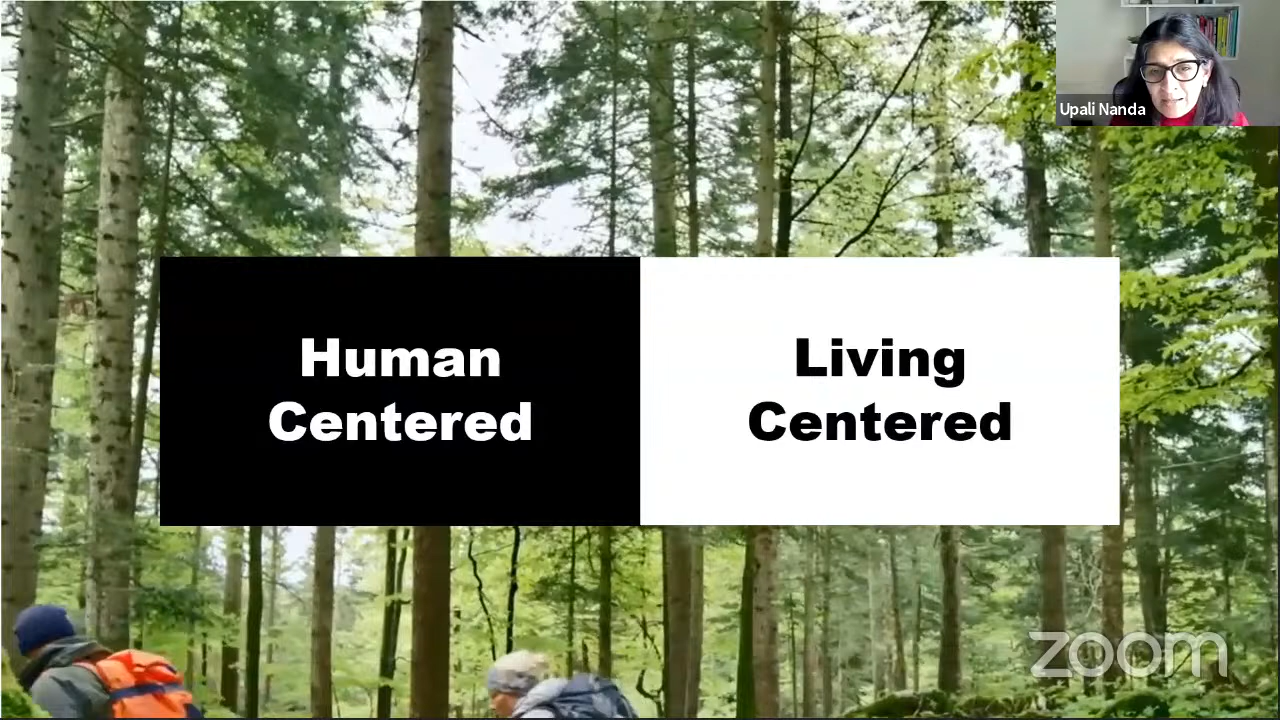 Upali Nanda
Human
Centered
Living
Centered
zoom